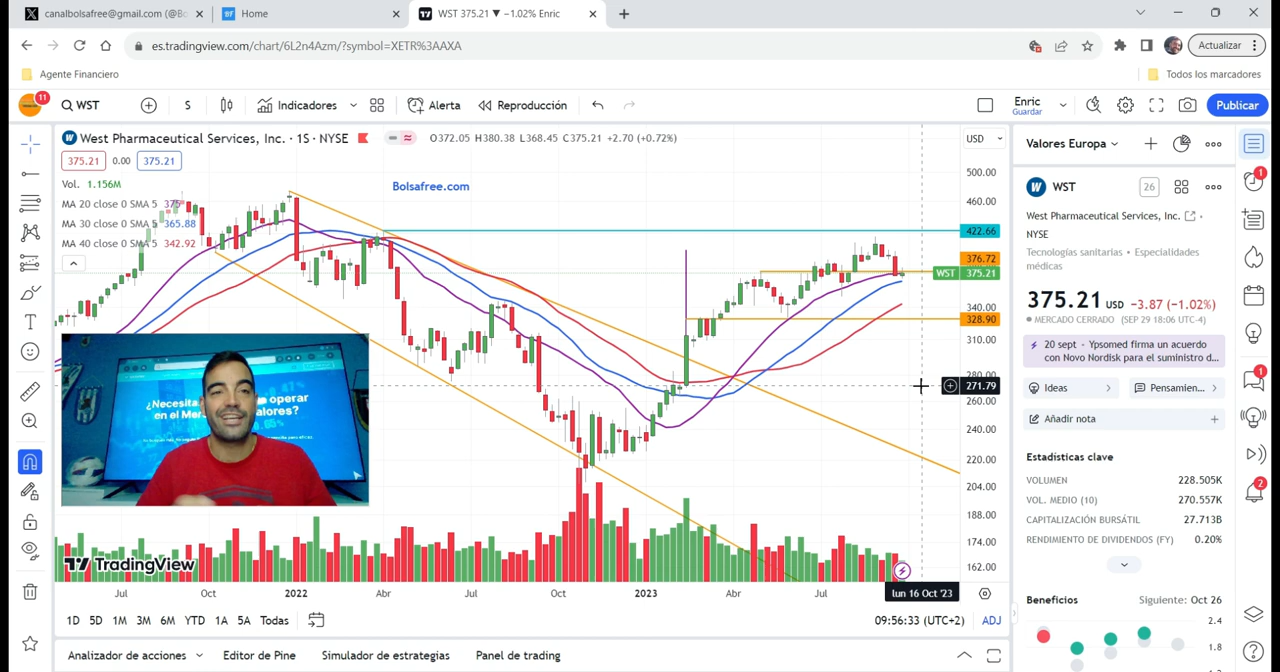 canalbolsafree@gmail.com (@Bo
Home
WST 375.21 ▼ −1.02% Enric
es.tradingview.com/chart/6L2n4Azm/?symbol=XETR%3AAXA
Actualizar
Agente Financiero
Todos los marcadores
11
WST
S
Indicadores
Alerta
Reproducción
Enric
Guardar
Publicar
West Pharmaceutical Services, Inc. · 1S · NYSE
O372.05 H380.38 L368.45 C375.21 +2.70 (+0.72%)
375.21 0.00 375.21
Vol. 1.156M
MA 20 close 0 SMA 5
MA 30 close 0 SMA 5 365.88
MA 40 close 0 SMA 5 342.92
Bolsafree.com
USD
500.00
460.00
422.66
376.72
WST 375.21
340.00
328.90
310.00
280.00
271.79
260.00
240.00
220.00
204.00
188.00
174.00
162.00
¿Necesitas
operar
en el Mer
valores?
TradingView
Jul
Oct
2022
Abr
Jul
Oct
2023
Abr
Jul
lun 16 Oct '23
1D 5D 1M 3M 6M YTD 1A 5A Todas
09:56:33 (UTC+2)
ADJ
Analizador de acciones
Editor de Pine
Simulador de estrategias
Panel de trading
Valores Europa
WST
26
West Pharmaceutical Services, Inc.
NYSE
Tecnologías sanitarias • Especialidades
médicas
375.21 USD −3.87 (−1.02%)
MERCADO CERRADO (SEP 29 18:06 UTC-4)
20 sept · Ypsomed firma un acuerdo
con Novo Nordisk para el suministro d...
Ideas
Pensamien...
Añadir nota
Estadísticas clave
VOLUMEN 228.505K
VOL. MEDIO (10) 270.557K
CAPITALIZACIÓN BURSÁTIL 27.713B
RENDIMIENTO DE DIVIDENDOS (FY) 0.20%
Beneficios
Siguiente: Oct 26
2.4
1.8
1
1
2